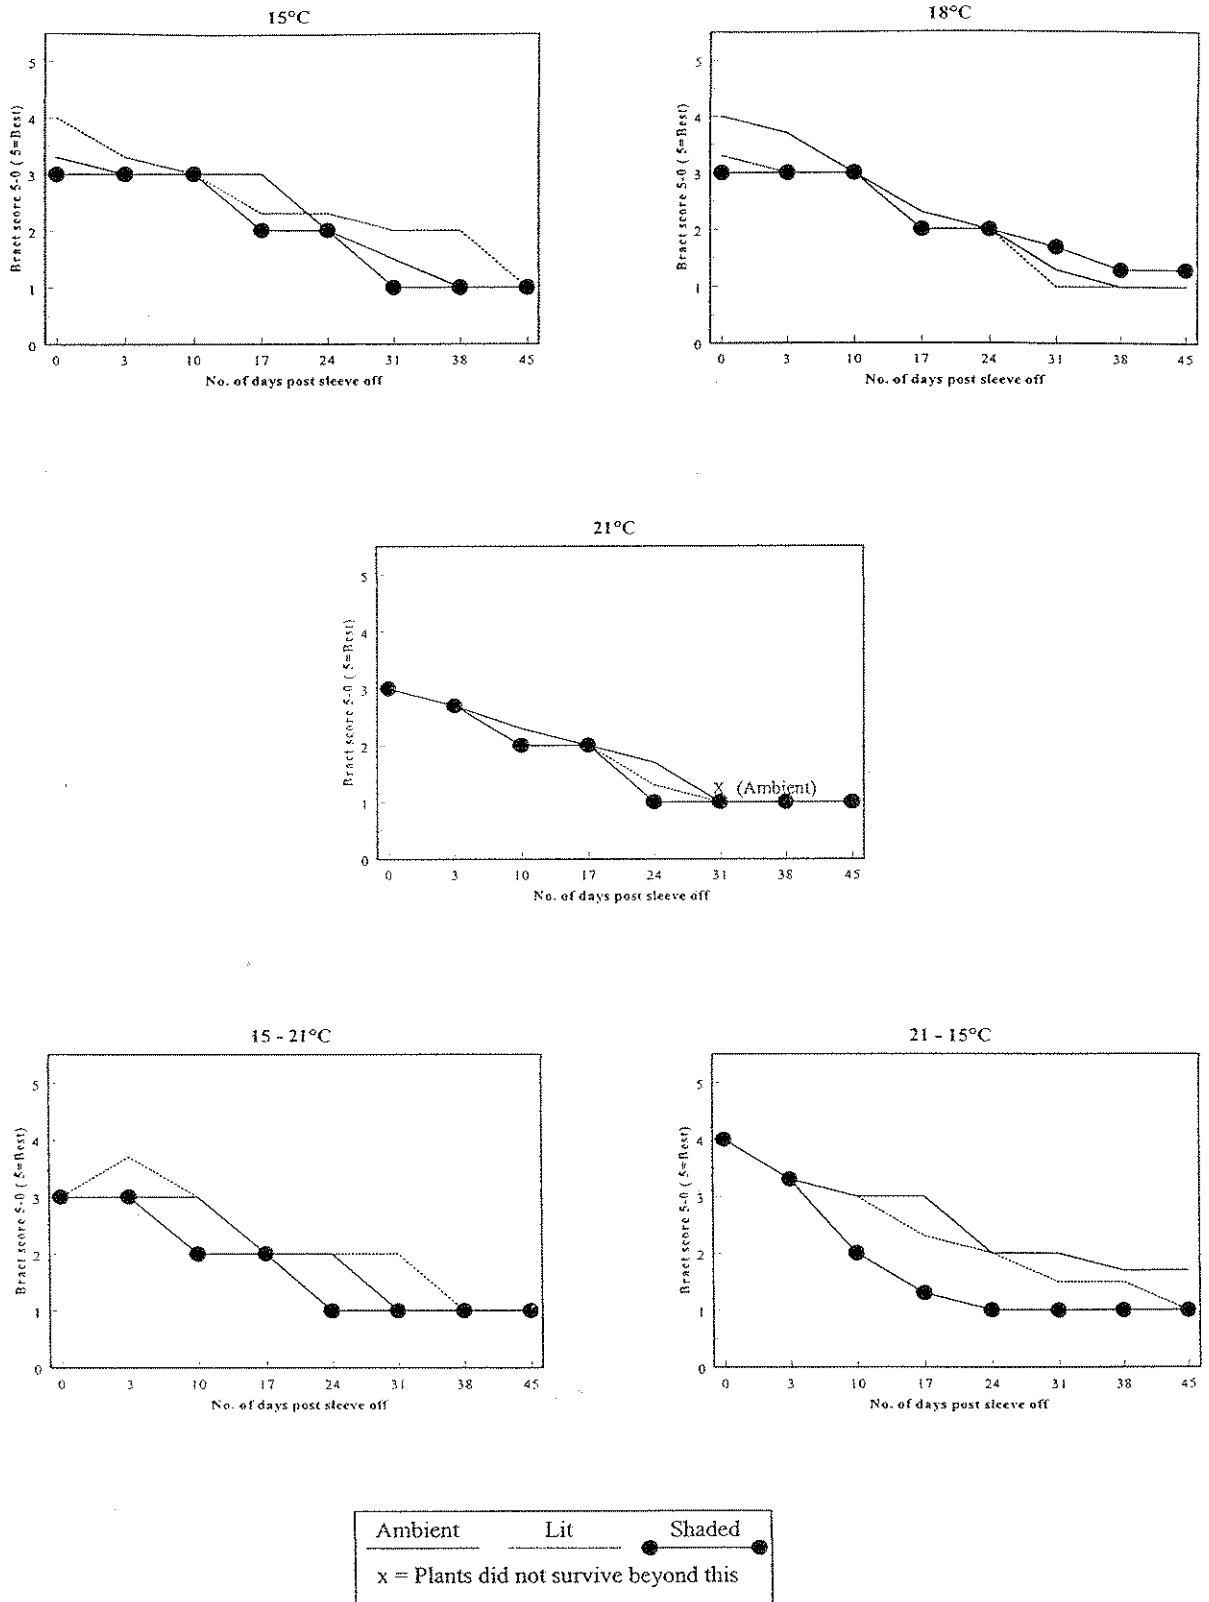 15°C
5
4
3
2
1
0
Bract score 5-0 ( 5=Best)
0 3 10 17 24 31 38 45
No. of days post sleeve off
18°C
5
4
3
2
1
0
Bract score 5-0 ( 5=Best)
0 3 10 17 24 31 38 45
No. of days post sleeve off
21°C
5
4
3
2
1
0
Bract score 5-0 ( 5=Best)
X (Ambient)
0 3 10 17 24 31 38 45
No. of days post sleeve off
15 - 21°C
5
4
3
2
1
0
Bract score 5-0 ( 5=Best)
0 3 10 17 24 31 38 45
No. of days post sleeve off
21 - 15°C
5
4
3
2
1
0
Bract score 5-0 ( 5=Best)
0 3 10 17 24 31 38 45
No. of days post sleeve off
Ambient Lit Shaded
x = Plants did not survive beyond this